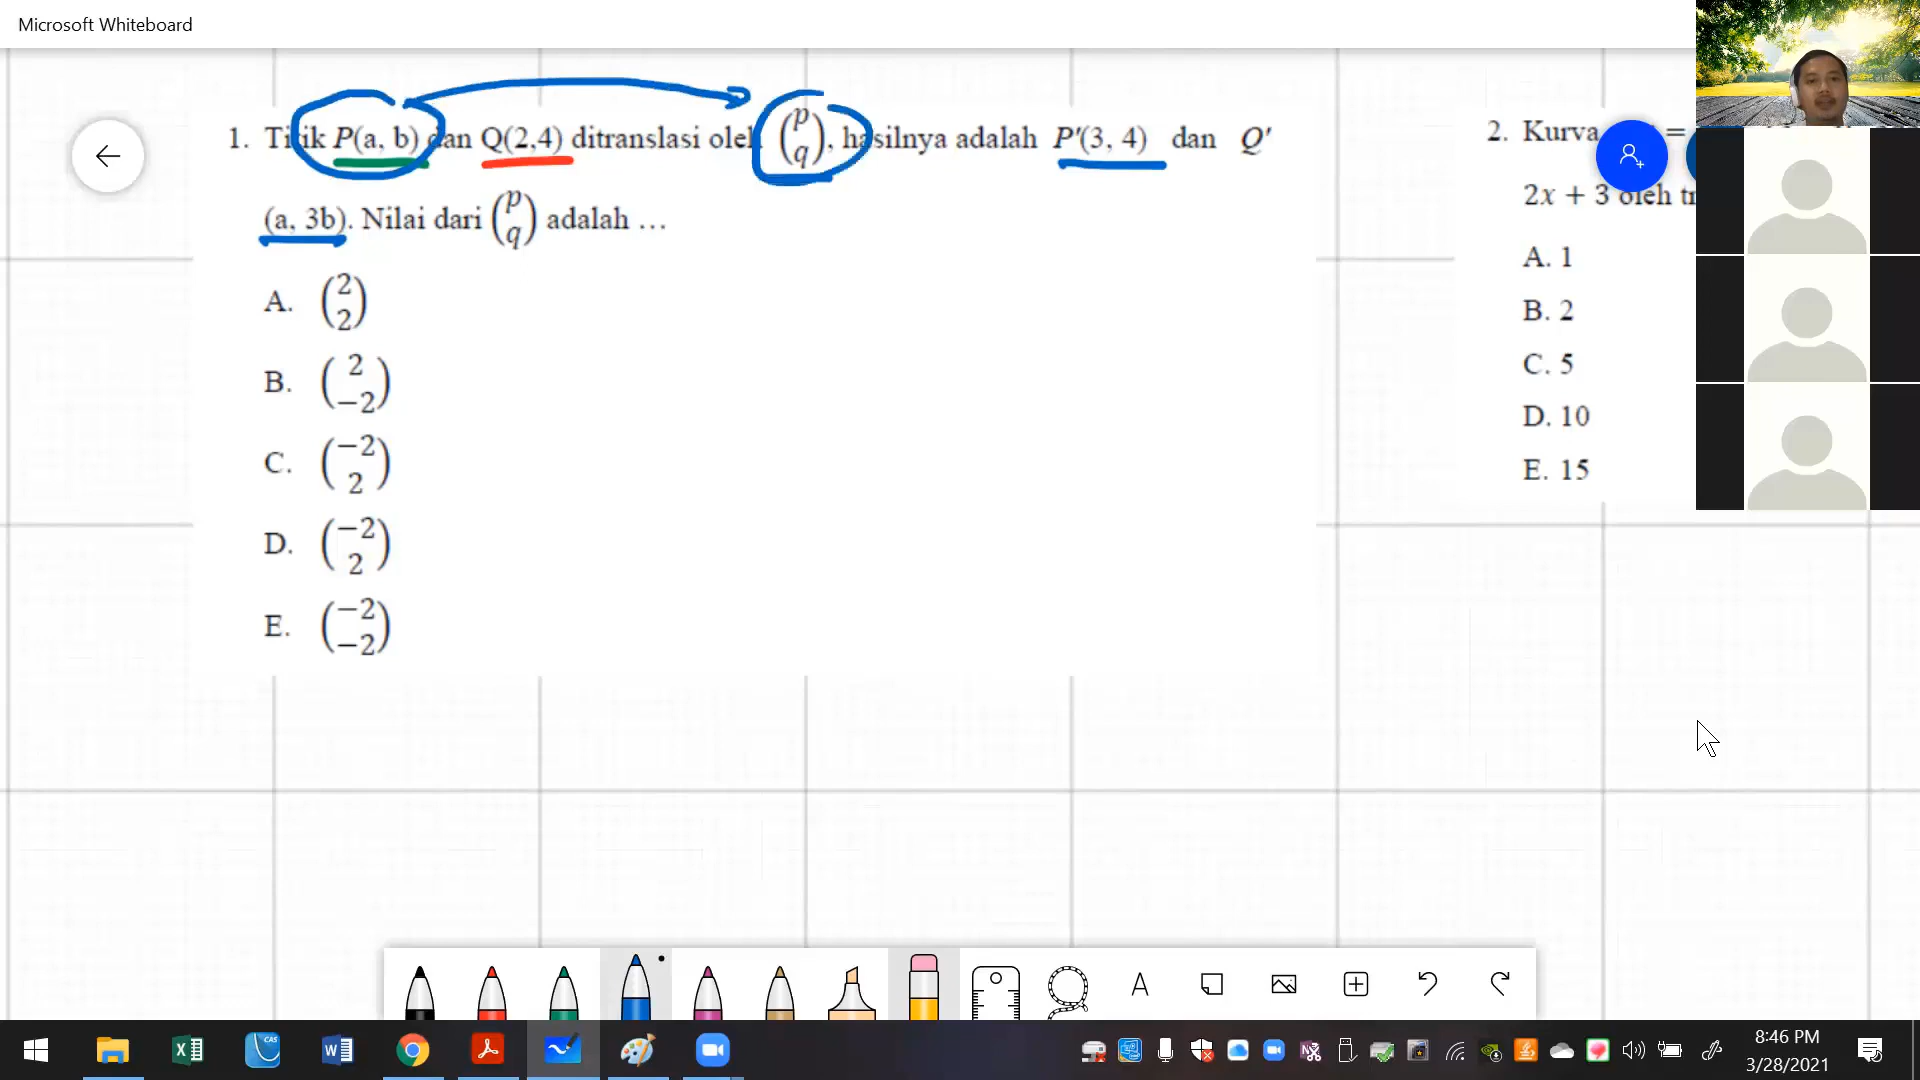 Microsoft Whiteboard
1. Titik P(a, b) dan Q(2,4) ditranslasi oleh (p q), hasilnya adalah P′(3, 4) dan Q′
(a, 3b). Nilai dari (p q) adalah …
A. (2 2)
B. (2 −2)
C. (−2 2)
D. (−2 2)
E. (−2 −2)
2. Kurva =
2x + 3 oleh
A. 1
B. 2
C. 5
D. 10
E. 15
8:46 PM
3/28/2021